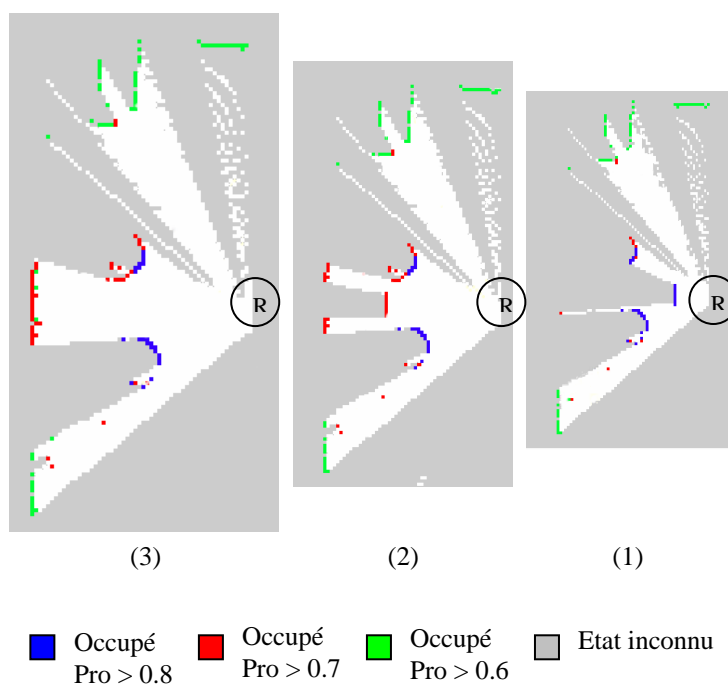 R
R
R
(3)
(2)
(1)
Occupé
Pro > 0.8
Occupé
Pro > 0.7
Occupé
Pro > 0.6
Etat inconnu